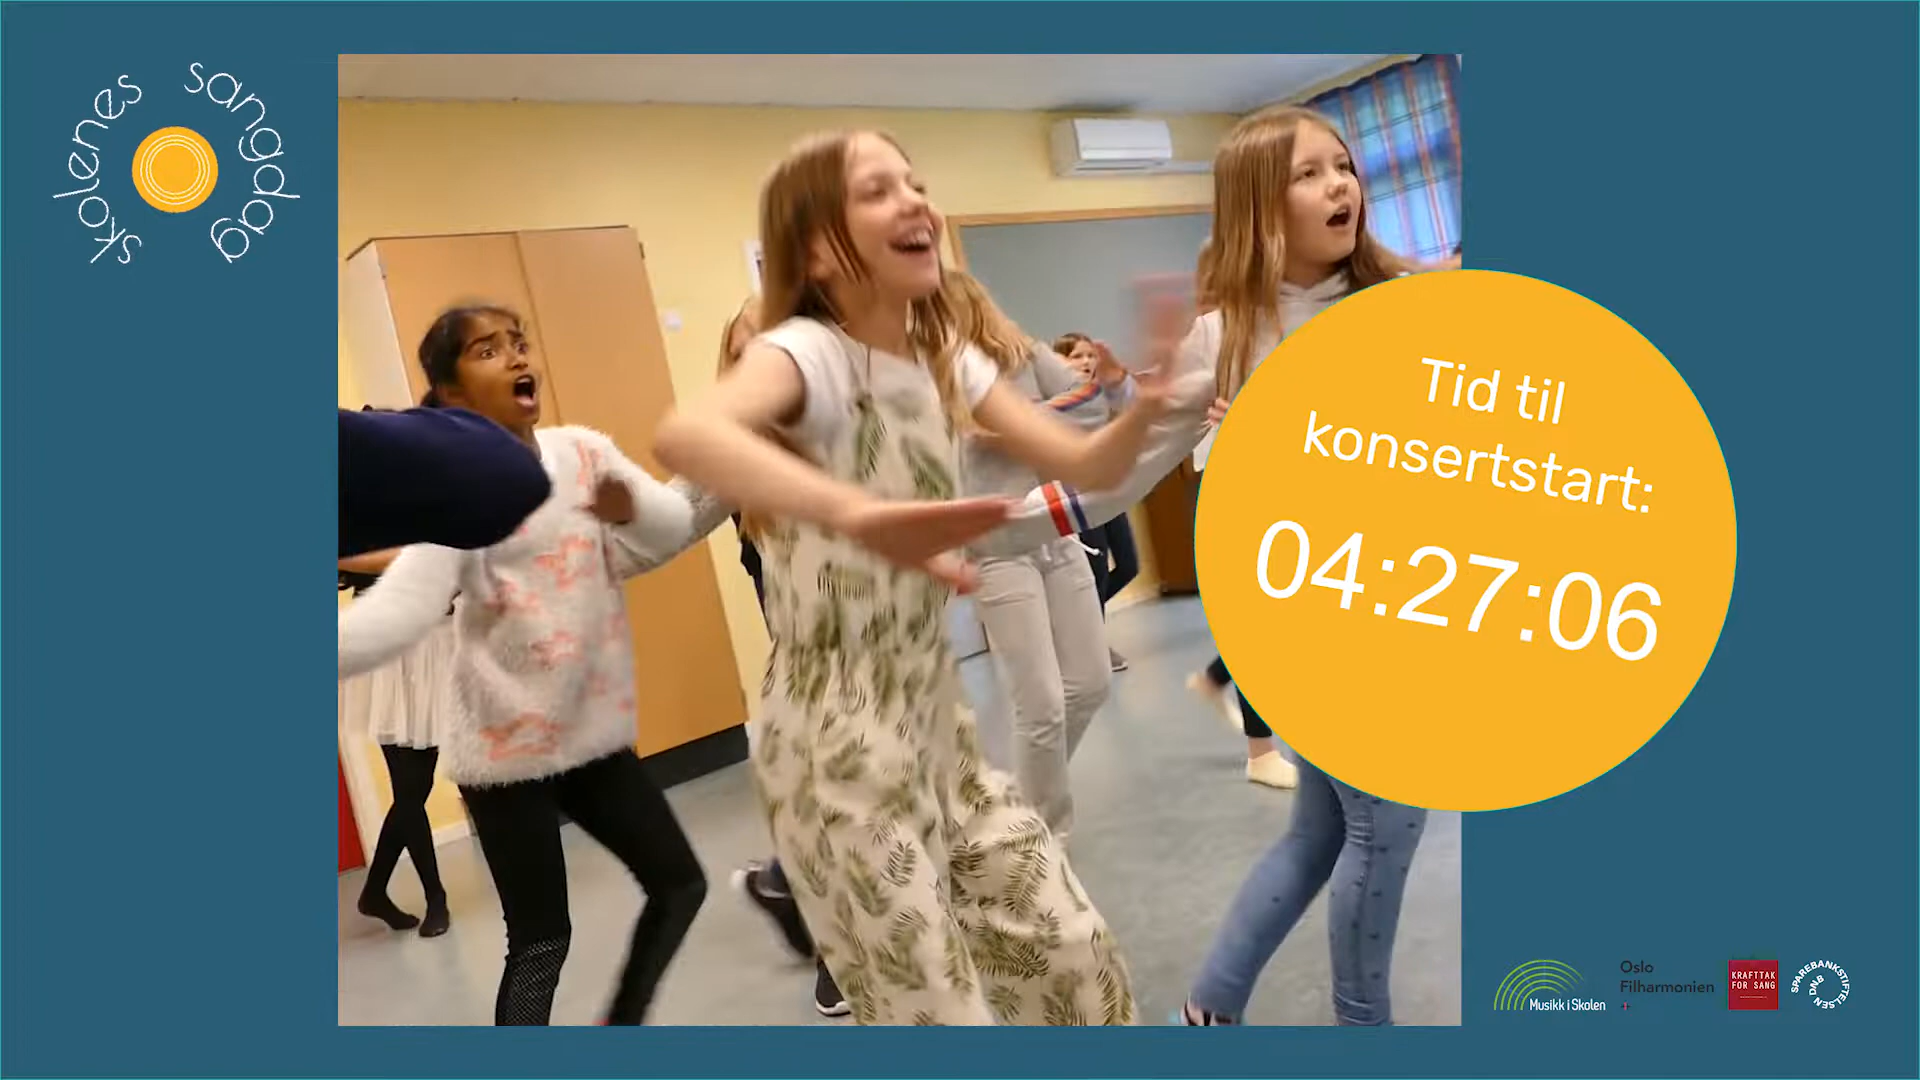 skolenes sangdag
Tid til
konsertstart:
04:27:06
Musikk i Skolen
Oslo
Filharmonien
KRAFTTAK
FOR SANG
SPAREBANKSTIFTELSEN
DNB